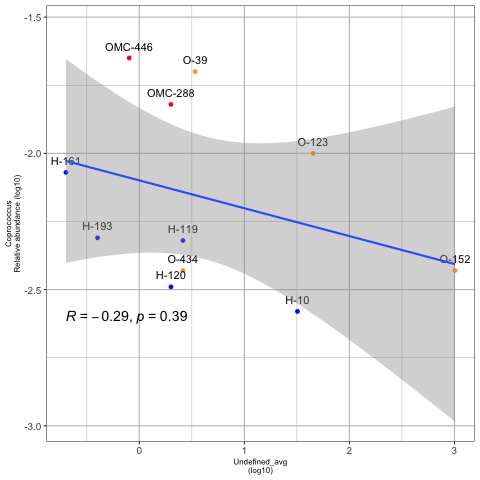 -1.5
-2.0
-2.5
-3.0
Coprococcus
Relative abundance (log10)
OMC-446
O-39
OMC-288
O-123
H-161
H-193
H-119
O-434
H-120
O-152
H-10
R = − 0.29, p = 0.39
0
1
2
3
Undefined_avg
(log10)